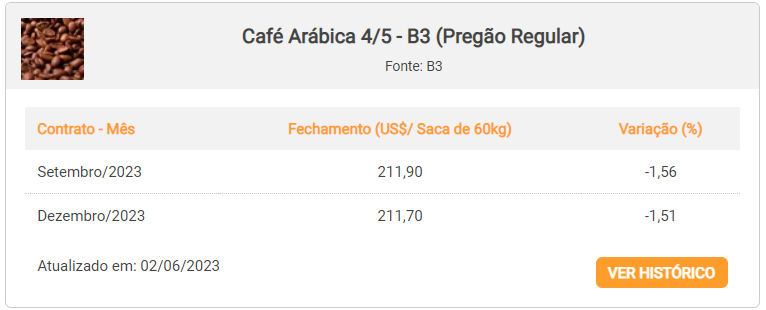 Café Arábica 4/5 - B3 (Pregão Regular)
Fonte: B3
Contrato - Mês Fechamento (US$/ Saca de 60kg) Variação (%)
Setembro/2023 211,90 -1,56
Dezembro/2023 211,70 -1,51
Atualizado em: 02/06/2023 VER HISTÓRICO